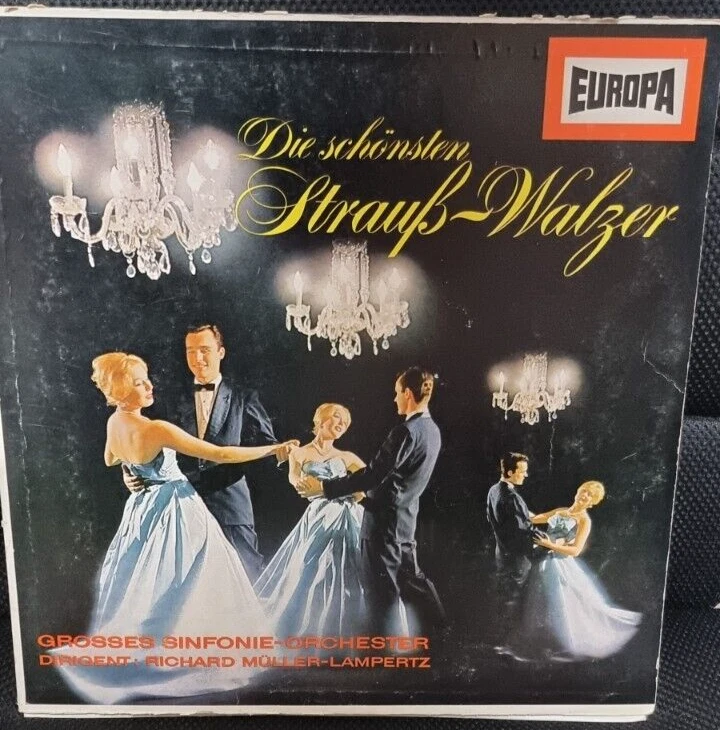 EUROPA
Die schönsten
Strauß-Walzer
GROSSES SINFONIE-ORCHESTER
DIRIGENT · RICHARD MÜLLER-LAMPERTZ